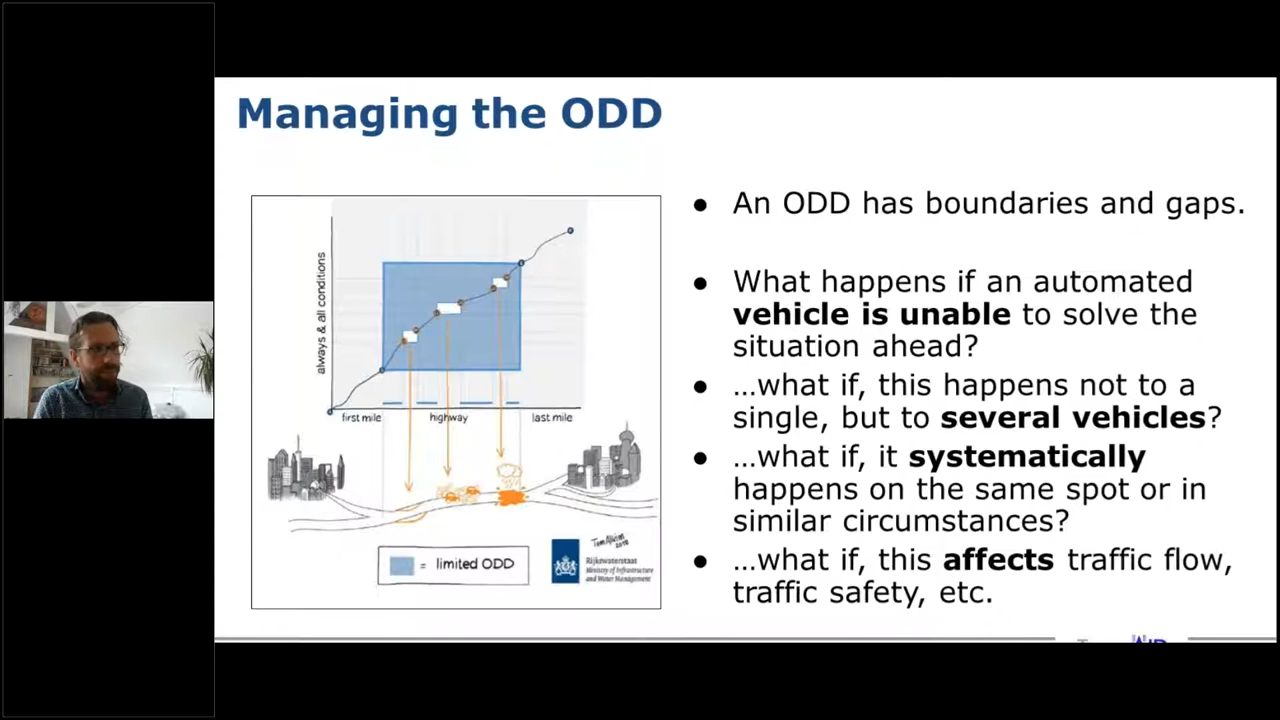 Managing the ODD
always & all conditions
first mile
highway
last mile
= limited ODD
Tom Alkim
2018
Rijkswaterstaat
Ministry of Infrastructure
and Water Management
● An ODD has boundaries and gaps.
● What happens if an automated
vehicle is unable to solve the
situation ahead?
● …what if, this happens not to a
single, but to several vehicles?
● …what if, it systematically
happens on the same spot or in
similar circumstances?
● …what if, this affects traffic flow,
traffic safety, etc.